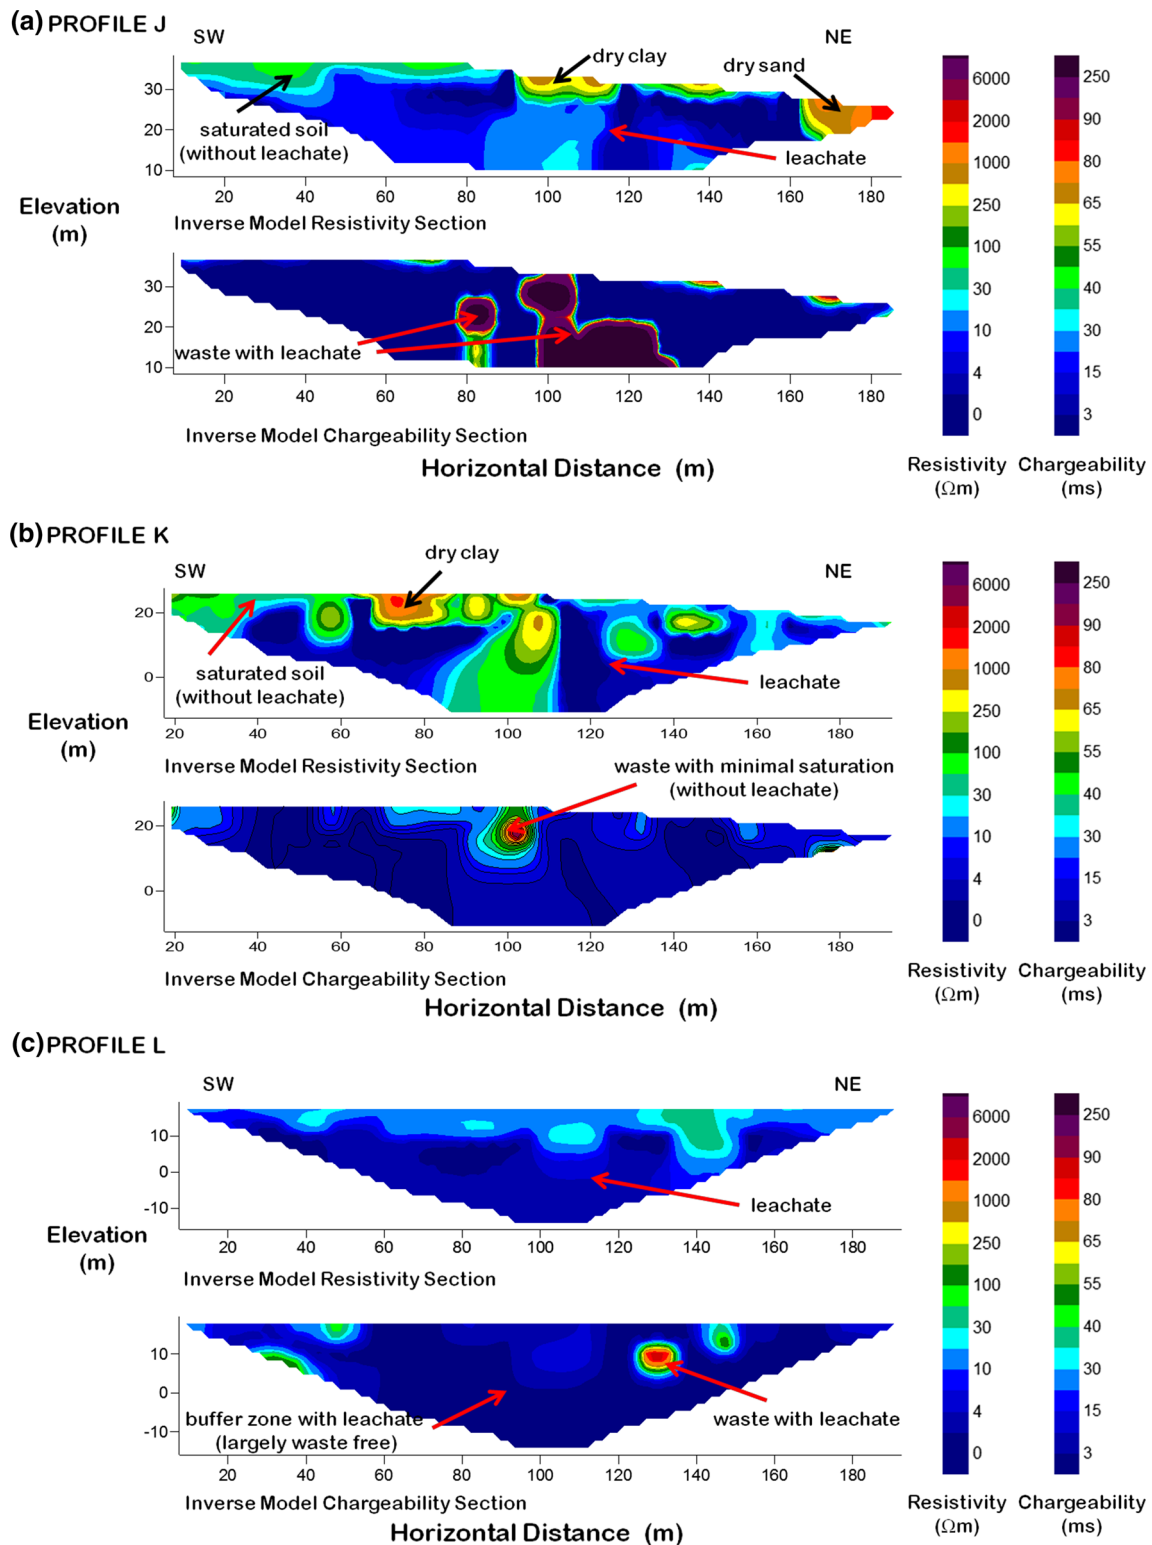 (a) PROFILE J
SW
NE
dry clay
dry sand
saturated soil
(without leachate)
leachate
30
20
10
20 40 60 80 100 120 140 160 180
Elevation
(m)
Inverse Model Resistivity Section
30
20
10
waste with leachate
20 40 60 80 100 120 140 160 180
Inverse Model Chargeability Section
Horizontal Distance (m)
6000
2000
1000
250
100
30
10
4
0
Resistivity
(Ωm)
250
90
80
65
55
40
30
15
3
Chargeability
(ms)
(b) PROFILE K
SW
NE
dry clay
20
0
saturated soil
(without leachate)
leachate
20 40 60 80 100 120 140 160 180
Elevation
(m)
Inverse Model Resistivity Section
waste with minimal saturation
(without leachate)
20
0
20 40 60 80 100 120 140 160 180
Inverse Model Chargeability Section
Horizontal Distance (m)
6000
2000
1000
250
100
30
10
4
0
Resistivity
(Ωm)
250
90
80
65
55
40
30
15
3
Chargeability
(ms)
(c) PROFILE L
SW
NE
10
0
-10
leachate
20 40 60 80 100 120 140 160 180
Elevation
(m)
Inverse Model Resistivity Section
10
0
-10
buffer zone with leachate
(largely waste free)
waste with leachate
20 40 60 80 100 120 140 160 180
Inverse Model Chargeability Section
Horizontal Distance (m)
6000
2000
1000
250
100
30
10
4
0
Resistivity
(Ωm)
250
90
80
65
55
40
30
15
3
Chargeability
(ms)